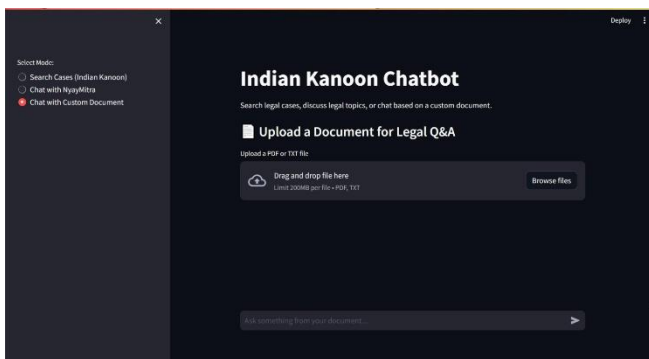 Deploy
Select Mode:
Search Cases (Indian Kanoon)
Chat with NyayMitra
Chat with Custom Document
Indian Kanoon Chatbot
Search legal cases, discuss legal topics, or chat based on a custom document.
Upload a Document for Legal Q&A
Upload a PDF or TXT file
Drag and drop file here
Limit 200MB per file • PDF, TXT
Browse files
Ask something from your document...